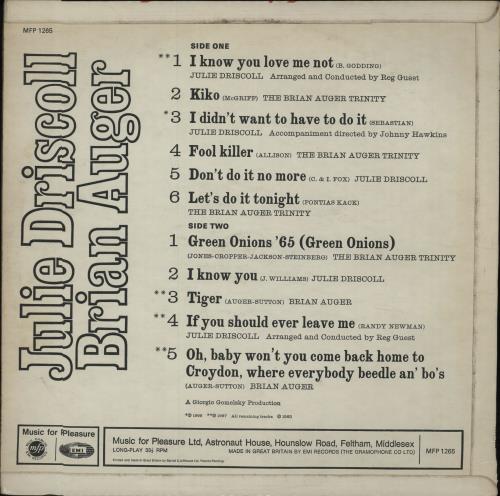 MFP 1265
Julie Driscoll
Brian Auger
SIDE ONE
**1 I know you love me not (B. GODDING)
JULIE DRISCOLL Arranged and Conducted by Reg Guest
2 Kiko (McGRIFF) THE BRIAN AUGER TRINITY
*3 I didn't want to have to do it (SEBASTIAN)
JULIE DRISCOLL Accompaniment directed by Johnny Hawkins
4 Fool killer (ALLISON) THE BRIAN AUGER TRINITY
5 Don't do it no more (C. & I. FOX) JULIE DRISCOLL
6 Let's do it tonight (PONTIAS KACK)
THE BRIAN AUGER TRINITY
SIDE TWO
1 Green Onions '65 (Green Onions)
(JONES-CROPPER-JACKSON-STEINBERG) THE BRIAN AUGER TRINITY
2 I know you (J. WILLIAMS) JULIE DRISCOLL
**3 Tiger (AUGER-SUTTON) BRIAN AUGER
**4 If you should ever leave me (RANDY NEWMAN)
JULIE DRISCOLL Arranged and Conducted by Reg Guest
**5 Oh, baby won't you come back home to
Croydon, where everybody beedle an' bo's
(AUGER-SUTTON) BRIAN AUGER
A Giorgio Gomelsky Production
*℗ 1966 **℗ 1967 All remaining tracks ℗ 1965
Music for Pleasure
mfp
EMI
Music for Pleasure Ltd, Astronaut House, Hounslow Road, Feltham, Middlesex
LONG-PLAY 33⅓ RPM
MADE IN GREAT BRITAIN BY EMI RECORDS (THE GRAMOPHONE CO LTD)
MFP 1265